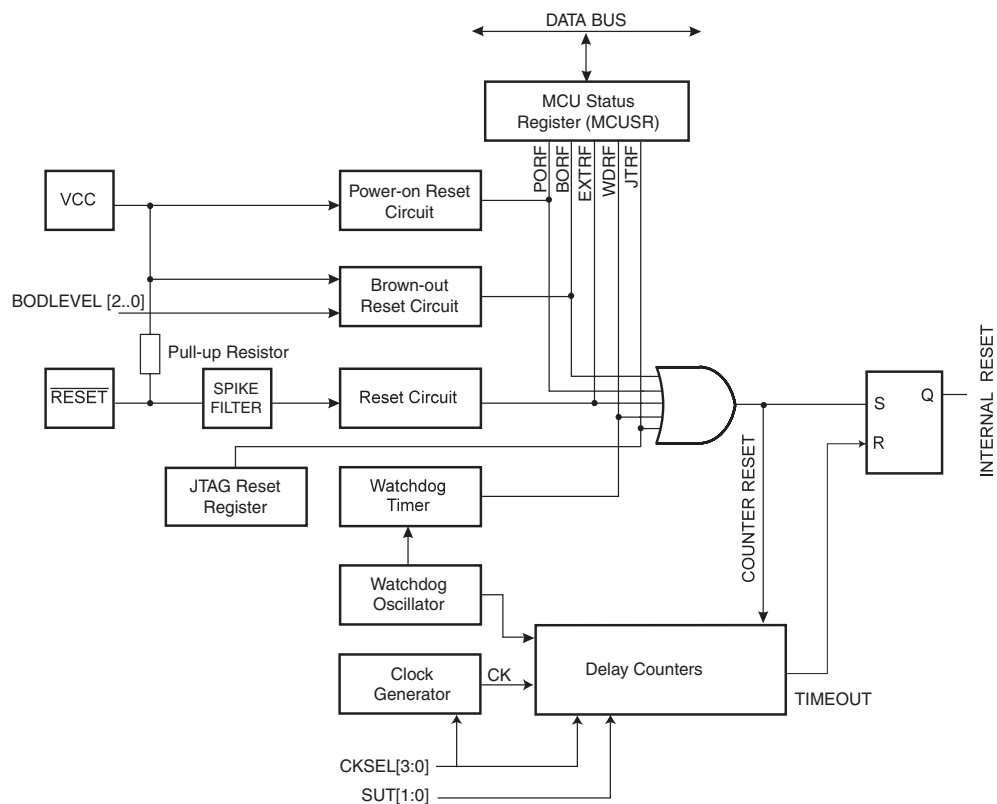 DATA BUS
MCU Status
Register (MCUSR)
PORF
BORF
EXTRF
WDRF
JTRF
VCC
Power-on Reset
Circuit
Brown-out
Reset Circuit
BODLEVEL [2..0]
Pull-up Resistor
RESET
SPIKE
FILTER
Reset Circuit
S
Q
R
INTERNAL RESET
COUNTER RESET
JTAG Reset
Register
Watchdog
Timer
Watchdog
Oscillator
Clock
Generator
CK
Delay Counters
TIMEOUT
CKSEL[3:0]
SUT[1:0]